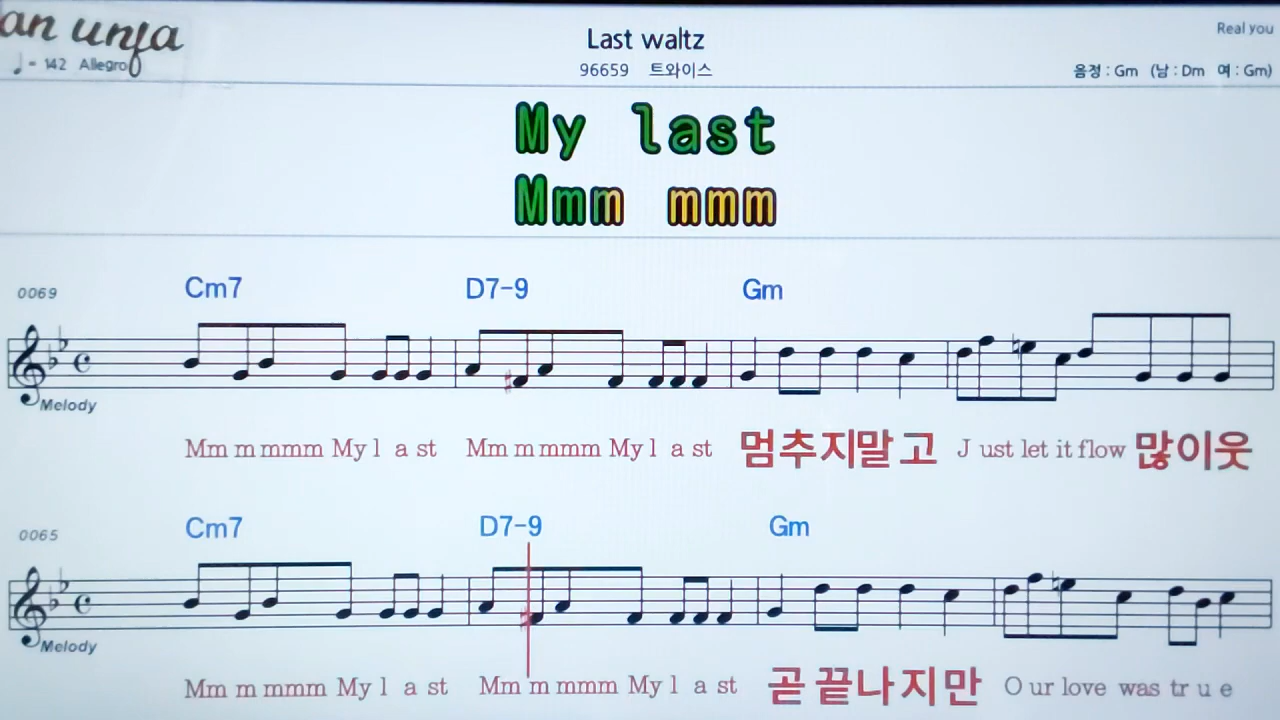 an unfa
Last waltz
Real you
♩= 142 Allegro
96659 트와이스
음정 : Gm (남 : Dm 여 : Gm)
My last
Mmm mmm
0069
Cm7 D7-9 Gm
Melody
Mm m mmm My l a st Mm m mmm My l a st 멈추지말고 J ust let it flow 많이웃
0065
Cm7 D7-9 Gm
Melody
Mm m mmm My l a st Mm m mmm My l a st 곧끝나지만 O ur love was tr u e